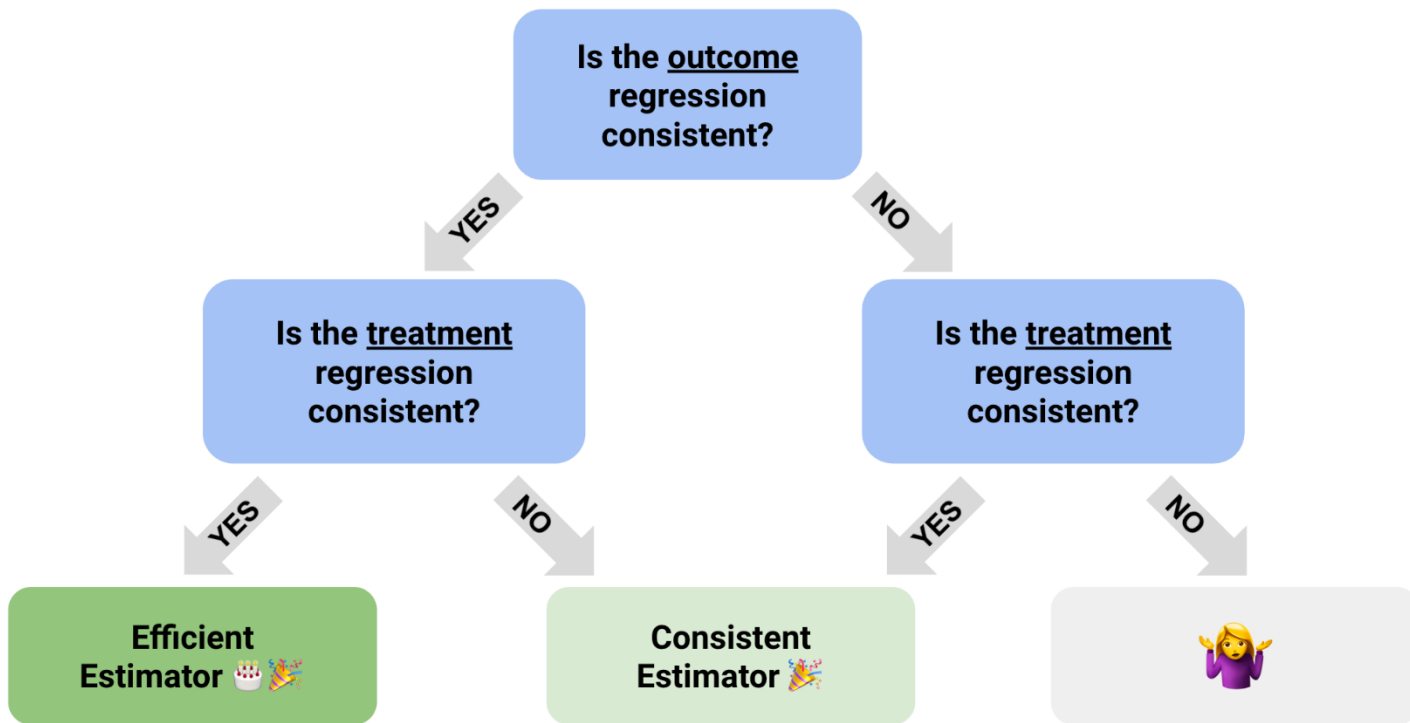 Is the outcome
regression
consistent?
YES
NO
Is the treatment
regression
consistent?
Is the treatment
regression
consistent?
YES
NO
YES
NO
Efficient
Estimator 🎂🎉
Consistent
Estimator 🎉
🤷‍♀️